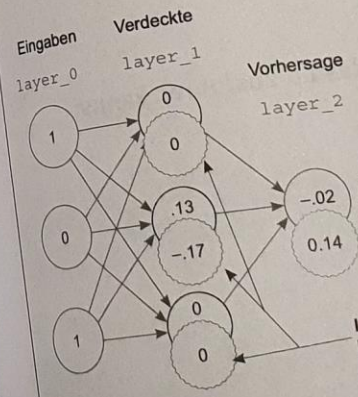 Eingaben
layer_0
Verdeckte
layer_1
Vorhersage
layer_2
1
0
1
0
0
.13
-.17
0
0
-.02
0.14